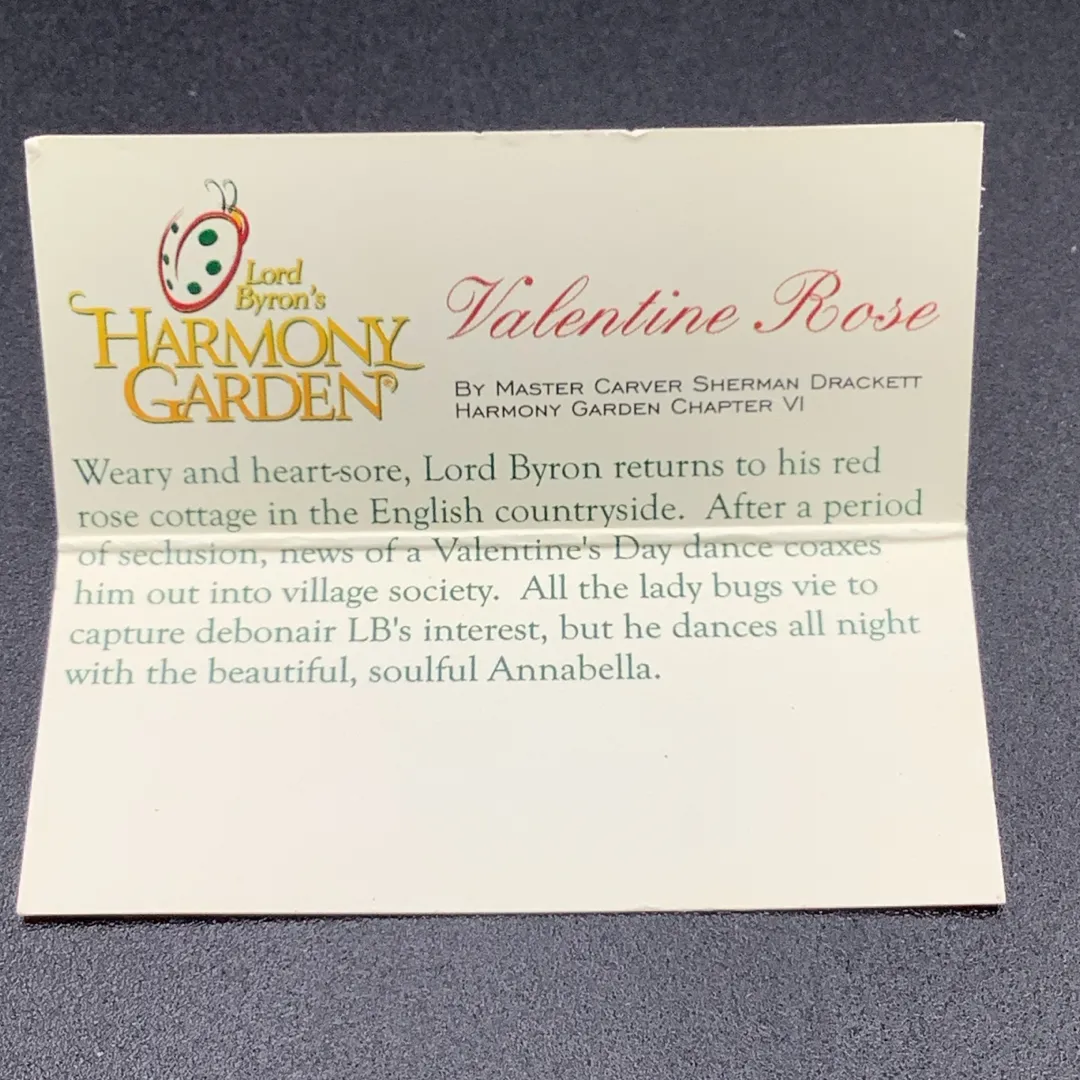 Lord
Byron's
HARMONY
GARDEN®
Valentine Rose
BY MASTER CARVER SHERMAN DRACKETT
HARMONY GARDEN CHAPTER VI
Weary and heart-sore, Lord Byron returns to his red
rose cottage in the English countryside. After a period
of seclusion, news of a Valentine's Day dance coaxes
him out into village society. All the lady bugs vie to
capture debonair LB's interest, but he dances all night
with the beautiful, soulful Annabella.